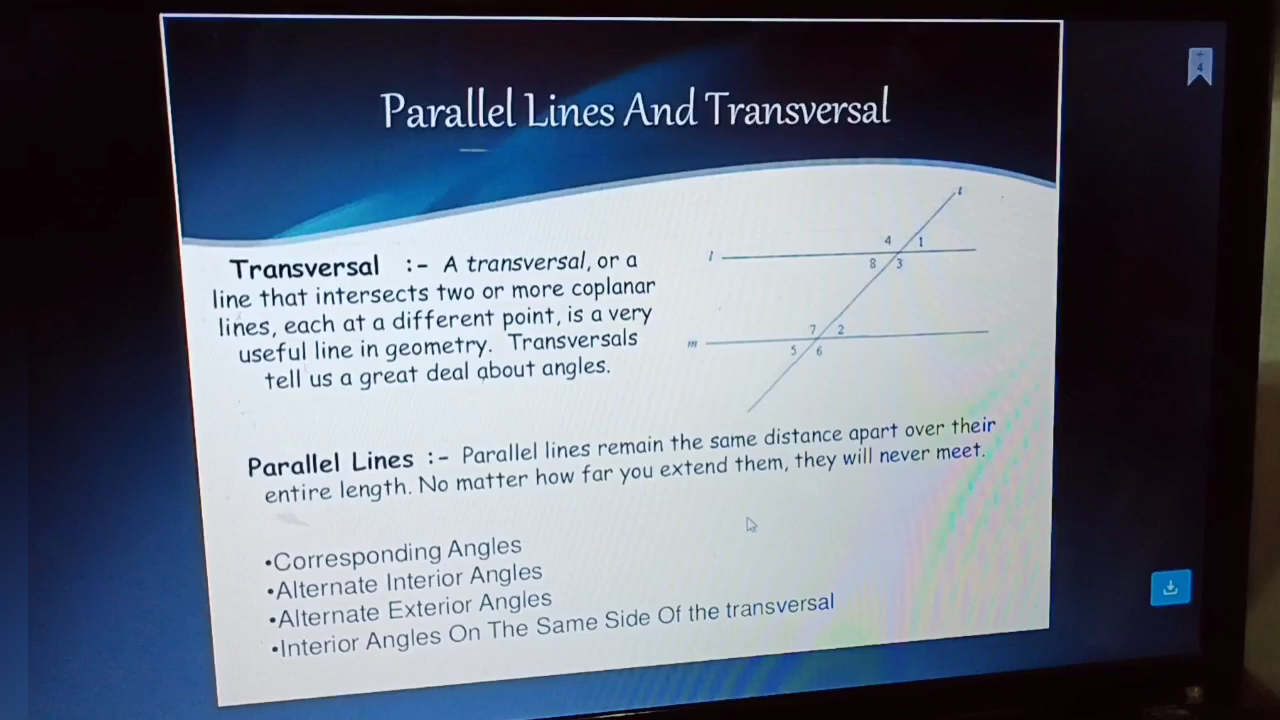 4
Parallel Lines And Transversal
Transversal :- A transversal, or a
line that intersects two or more coplanar
lines, each at a different point, is a very
useful line in geometry. Transversals
tell us a great deal about angles.
t
l
4 1
8 3
m
7 2
5 6
Parallel Lines :- Parallel lines remain the same distance apart over their
entire length. No matter how far you extend them, they will never meet.
•Corresponding Angles
•Alternate Interior Angles
•Alternate Exterior Angles
•Interior Angles On The Same Side Of the transversal